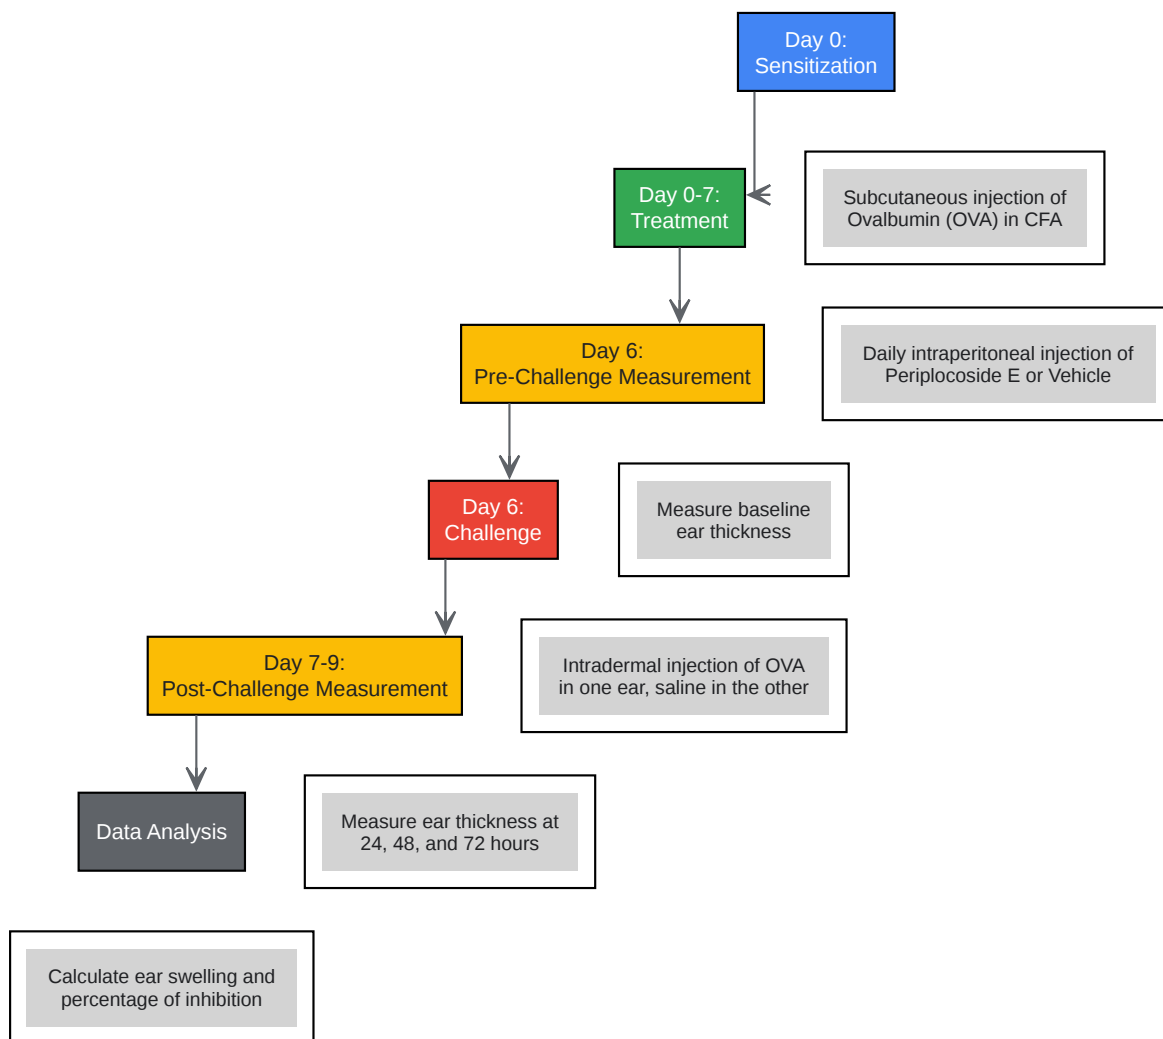 Day 0:
Sensitization
Day 0-7:
Treatment
Subcutaneous injection of
Ovalbumin (OVA) in CFA
Day 6:
Pre-Challenge Measurement
Daily intraperitoneal injection of
Periplocoside E or Vehicle
Day 6:
Challenge
Measure baseline
ear thickness
Day 7-9:
Post-Challenge Measurement
Intradermal injection of OVA
in one ear, saline in the other
Data Analysis
Measure ear thickness at
24, 48, and 72 hours
Calculate ear swelling and
percentage of inhibition